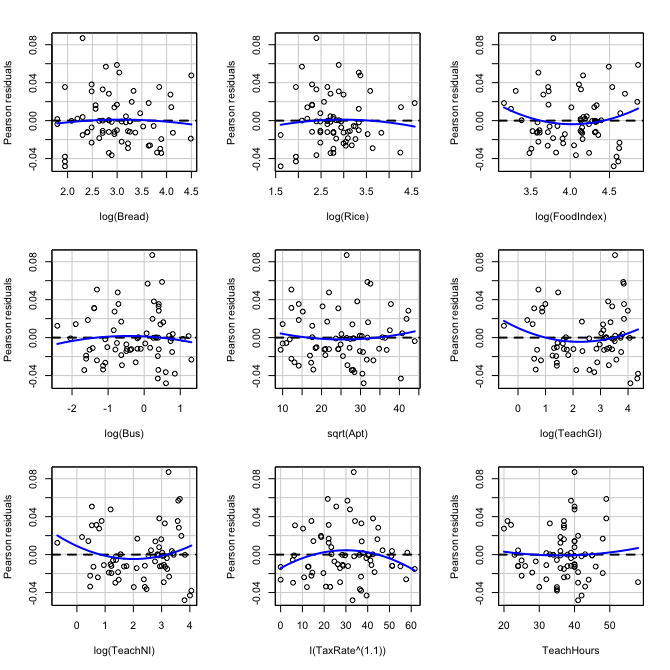 Pearson residuals
-0.04 0.00 0.04 0.08
2.0 2.5 3.0 3.5 4.0 4.5
log(Bread)
Pearson residuals
-0.04 0.00 0.04 0.08
1.5 2.5 3.5 4.5
log(Rice)
Pearson residuals
-0.04 0.00 0.04 0.08
3.5 4.0 4.5
log(FoodIndex)
Pearson residuals
-0.04 0.00 0.04 0.08
-2 -1 0 1
log(Bus)
Pearson residuals
-0.04 0.00 0.04 0.08
10 20 30 40
sqrt(Apt)
Pearson residuals
-0.04 0.00 0.04 0.08
0 1 2 3 4
log(TeachGI)
Pearson residuals
-0.04 0.00 0.04 0.08
0 1 2 3 4
log(TeachNI)
Pearson residuals
-0.04 0.00 0.04 0.08
0 10 20 30 40 50 60
I(TaxRate^(1.1))
Pearson residuals
-0.04 0.00 0.04 0.08
20 30 40 50
TeachHours